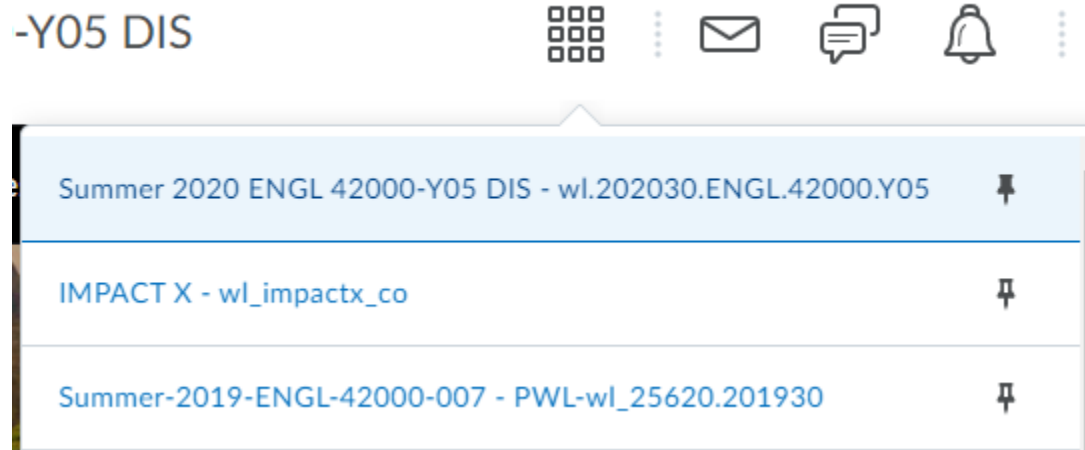 -Y05 DIS
Summer 2020 ENGL 42000-Y05 DIS - wl.202030.ENGL.42000.Y05
IMPACT X - wl_impactx_co
Summer-2019-ENGL-42000-007 - PWL-wl_25620.201930